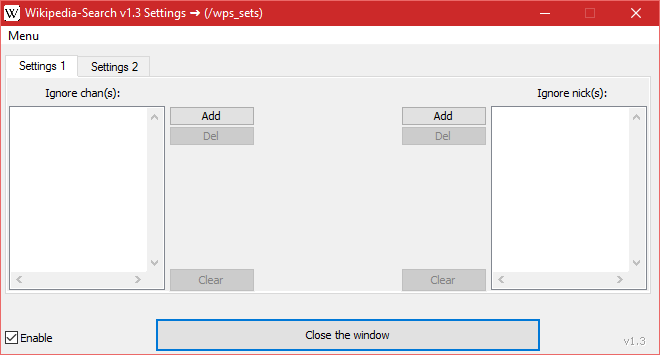 W Wikipedia-Search v1.3 Settings ➞ (/wps_sets)
Menu
Settings 1 Settings 2
Ignore chan(s): Ignore nick(s):
Add Add
Del Del
Clear Clear
Enable Close the window v1.3